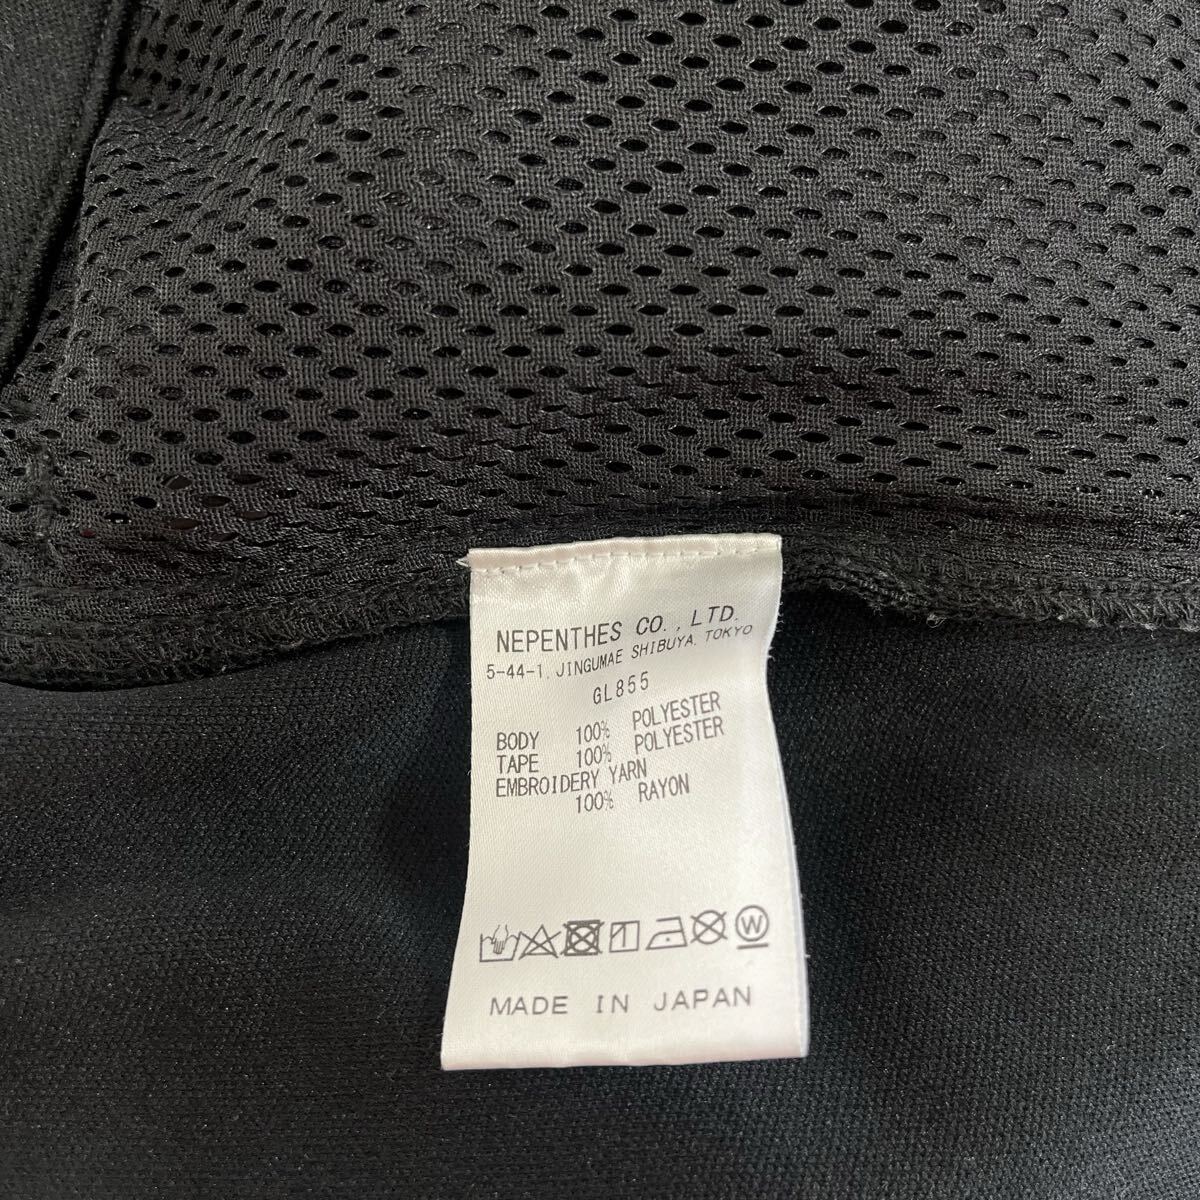 NEPENTHES CO., LTD.
5-44-1, JINGUMAE SHIBUYA, TOKYO
GL855
BODY 100% POLYESTER
TAPE 100% POLYESTER
EMBROIDERY YARN
100% RAYON
W
MADE IN JAPAN